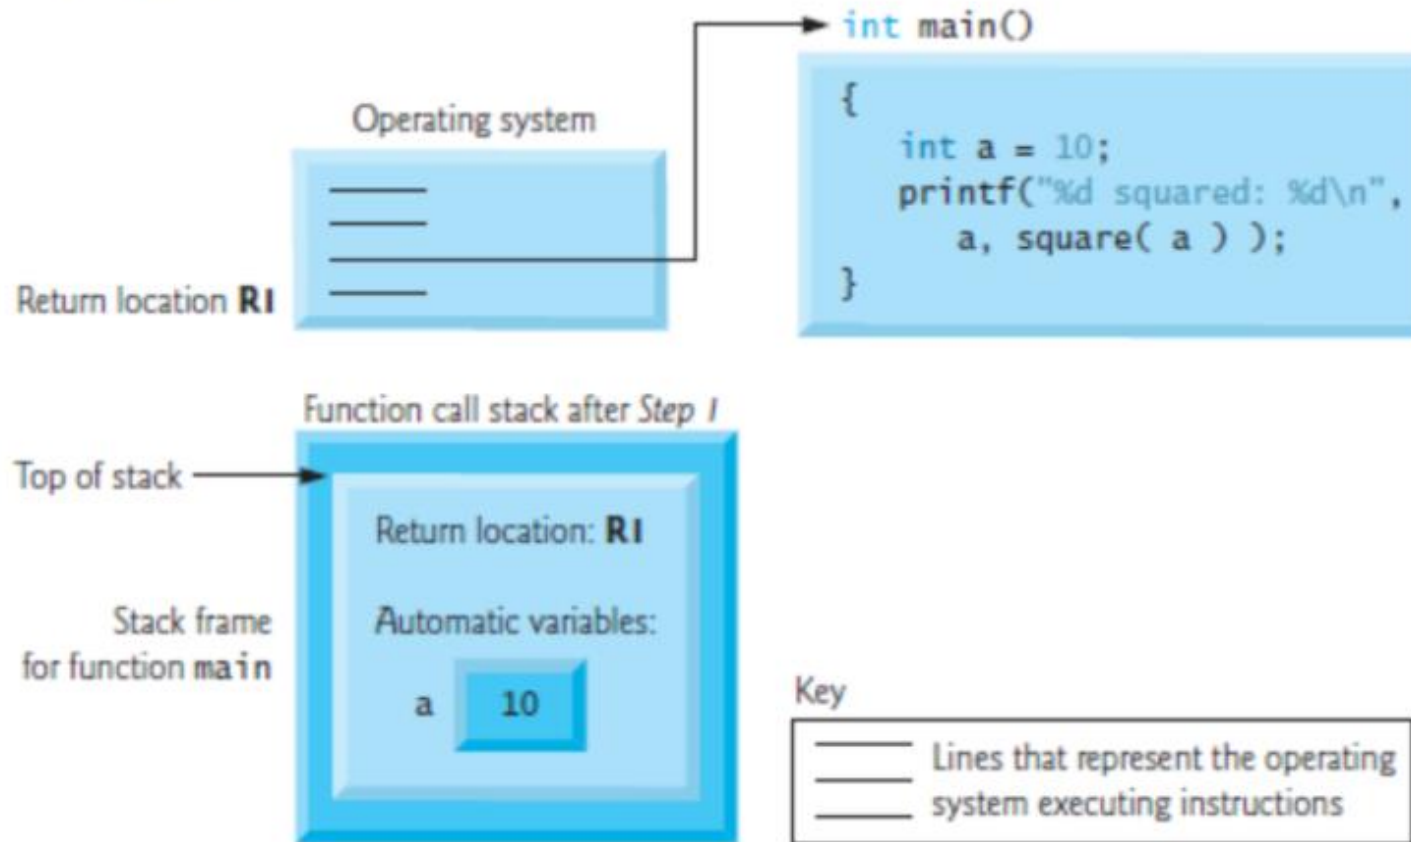 int main()
Operating system
{
int a = 10;
printf("%d squared: %d\n",
a, square( a ) );
}
Return location R1
Function call stack after Step 1
Top of stack
Return location: R1
Stack frame
for function main
Automatic variables:
a 10
Key
Lines that represent the operating
system executing instructions